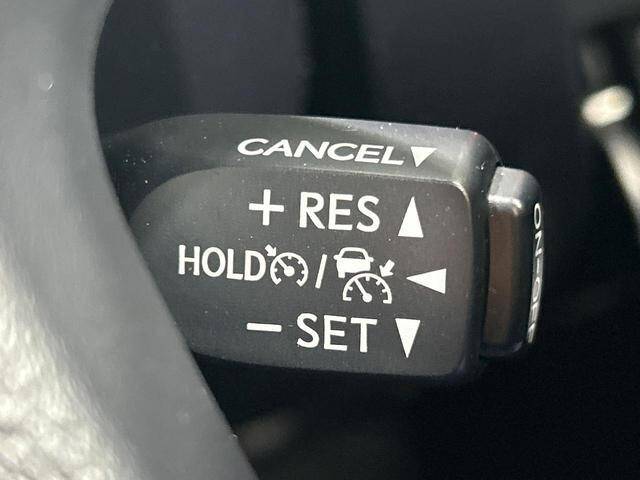 CANCEL
+ RES
HOLD /
− SET
ON-OFF